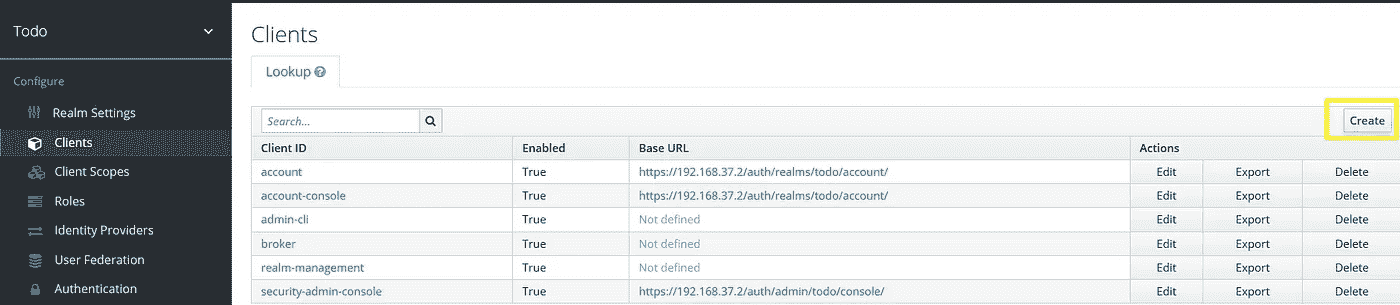 Todo
Configure
Realm Settings
Clients
Client Scopes
Roles
Identity Providers
User Federation
Authentication
Clients
Lookup
Search...
Create
Client ID Enabled Base URL Actions
account True https://192.168.37.2/auth/realms/todo/account/ Edit Export Delete
account-console True https://192.168.37.2/auth/realms/todo/account/ Edit Export Delete
admin-cli True Not defined Edit Export Delete
broker True Not defined Edit Export Delete
realm-management True Not defined Edit Export Delete
security-admin-console True https://192.168.37.2/auth/admin/todo/console/ Edit Export Delete